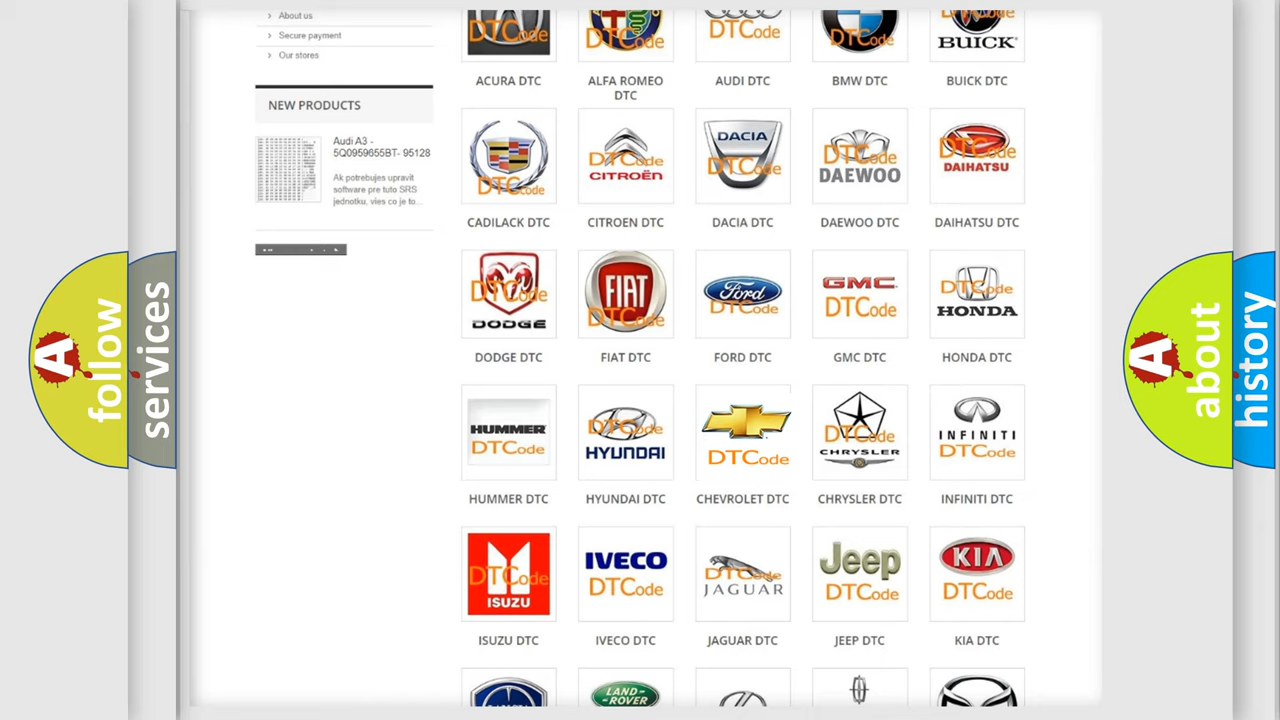 About us
Secure payment
Our stores
NEW PRODUCTS
Audi A3 -
5Q0959655BT- 95128
Ak potrebujes upravit
software pre tuto SRS
jednotku, vies co je to...
follow
services
about
history
A
A
DTCode
DTCode
DTCode
DTCode
BUICK
ACURA DTC
ALFA ROMEO
DTC
AUDI DTC
BMW DTC
BUICK DTC
DTCode
DTCode
CITROËN
DACIA
DTCode
DTCode
DAEWOO
DTCode
DAIHATSU
CADILACK DTC
CITROEN DTC
DACIA DTC
DAEWOO DTC
DAIHATSU DTC
DTCode
DODGE
FIAT
DTCode
Ford
DTCode
GMC
DTCode
DTCode
HONDA
DODGE DTC
FIAT DTC
FORD DTC
GMC DTC
HONDA DTC
HUMMER
DTCode
DTCode
HYUNDAI
DTCode
DTCode
CHRYSLER
INFINITI
DTCode
HUMMER DTC
HYUNDAI DTC
CHEVROLET DTC
CHRYSLER DTC
INFINITI DTC
DTCode
ISUZU
IVECO
DTCode
DTCode
JAGUAR
Jeep
DTCode
KIA
DTCode
ISUZU DTC
IVECO DTC
JAGUAR DTC
JEEP DTC
KIA DTC
LAND-
ROVER